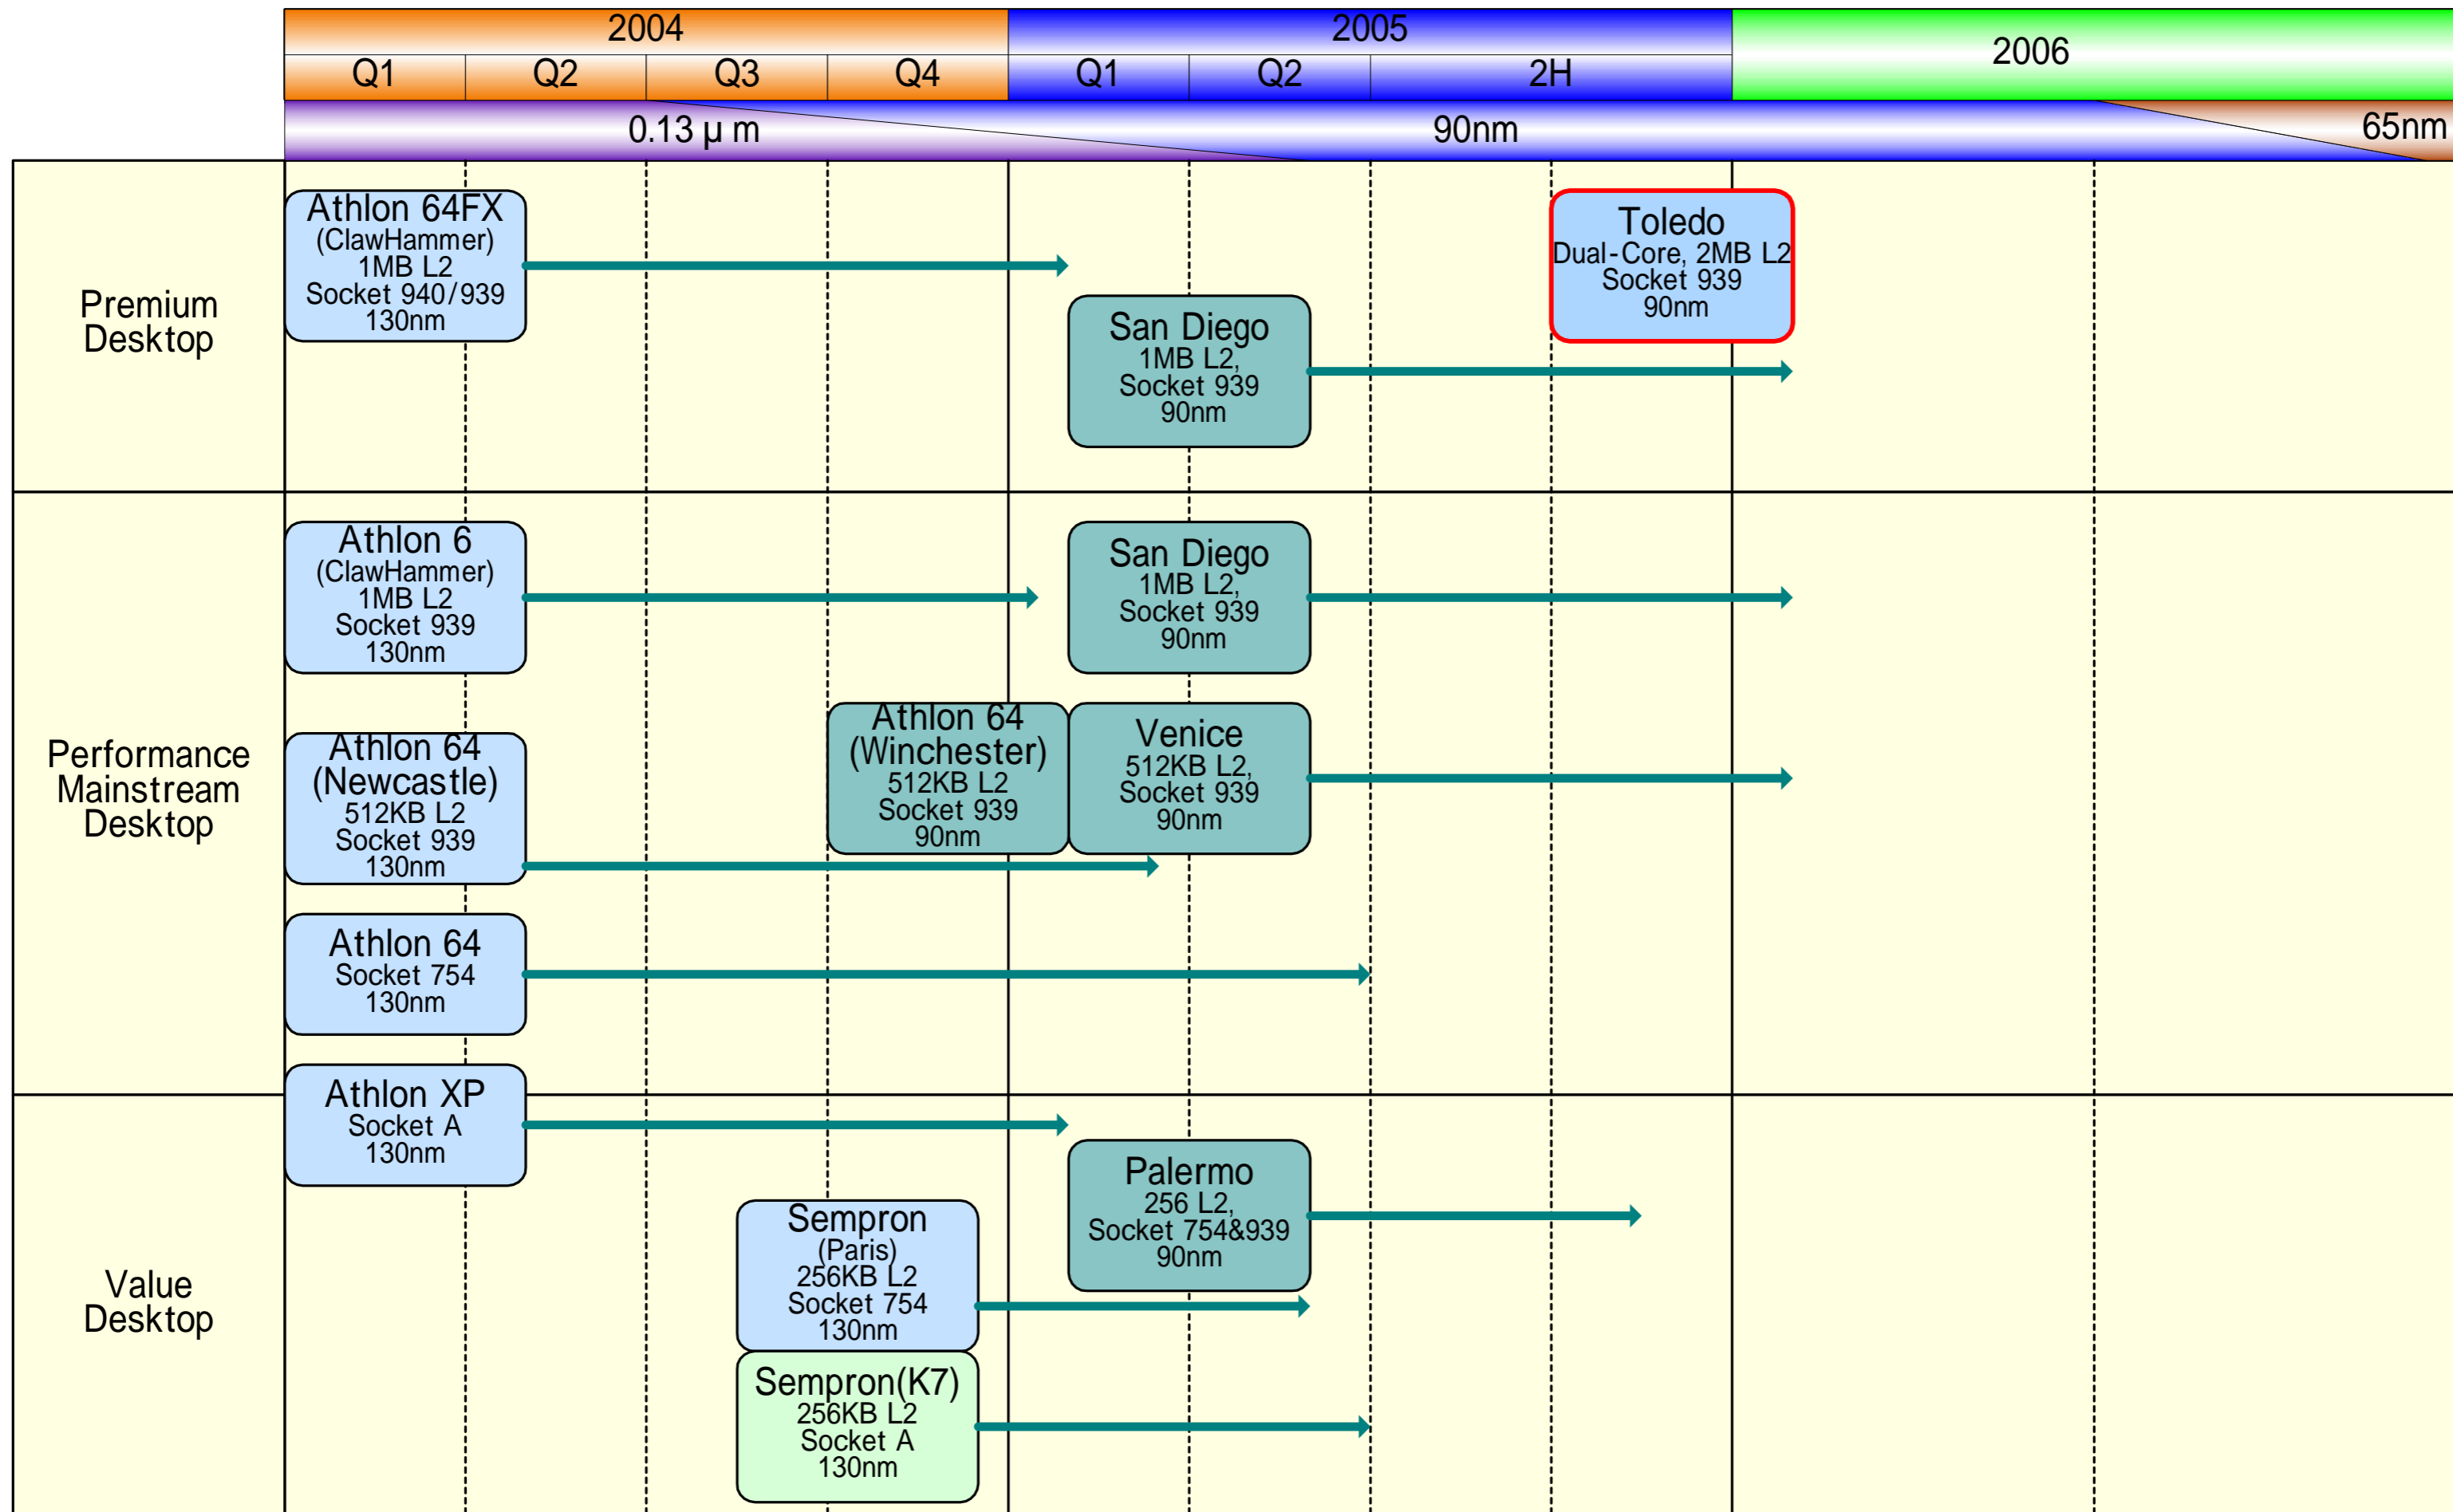 2004
2005
2006
Q1
Q2
Q3
Q4
Q1
Q2
2H
0.13 µ m
90nm
65nm
Premium
Desktop
Athlon 64FX
(ClawHammer)
1MB L2
Socket 940/939
130nm
San Diego
1MB L2,
Socket 939
90nm
Toledo
Dual-Core, 2MB L2
Socket 939
90nm
Performance
Mainstream
Desktop
Athlon 6
(ClawHammer)
1MB L2
Socket 939
130nm
San Diego
1MB L2,
Socket 939
90nm
Athlon 64
(Newcastle)
512KB L2
Socket 939
130nm
Athlon 64
(Winchester)
512KB L2
Socket 939
90nm
Venice
512KB L2,
Socket 939
90nm
Athlon 64
Socket 754
130nm
Athlon XP
Socket A
130nm
Value
Desktop
Palermo
256 L2,
Socket 754&939
90nm
Sempron
(Paris)
256KB L2
Socket 754
130nm
Sempron(K7)
256KB L2
Socket A
130nm